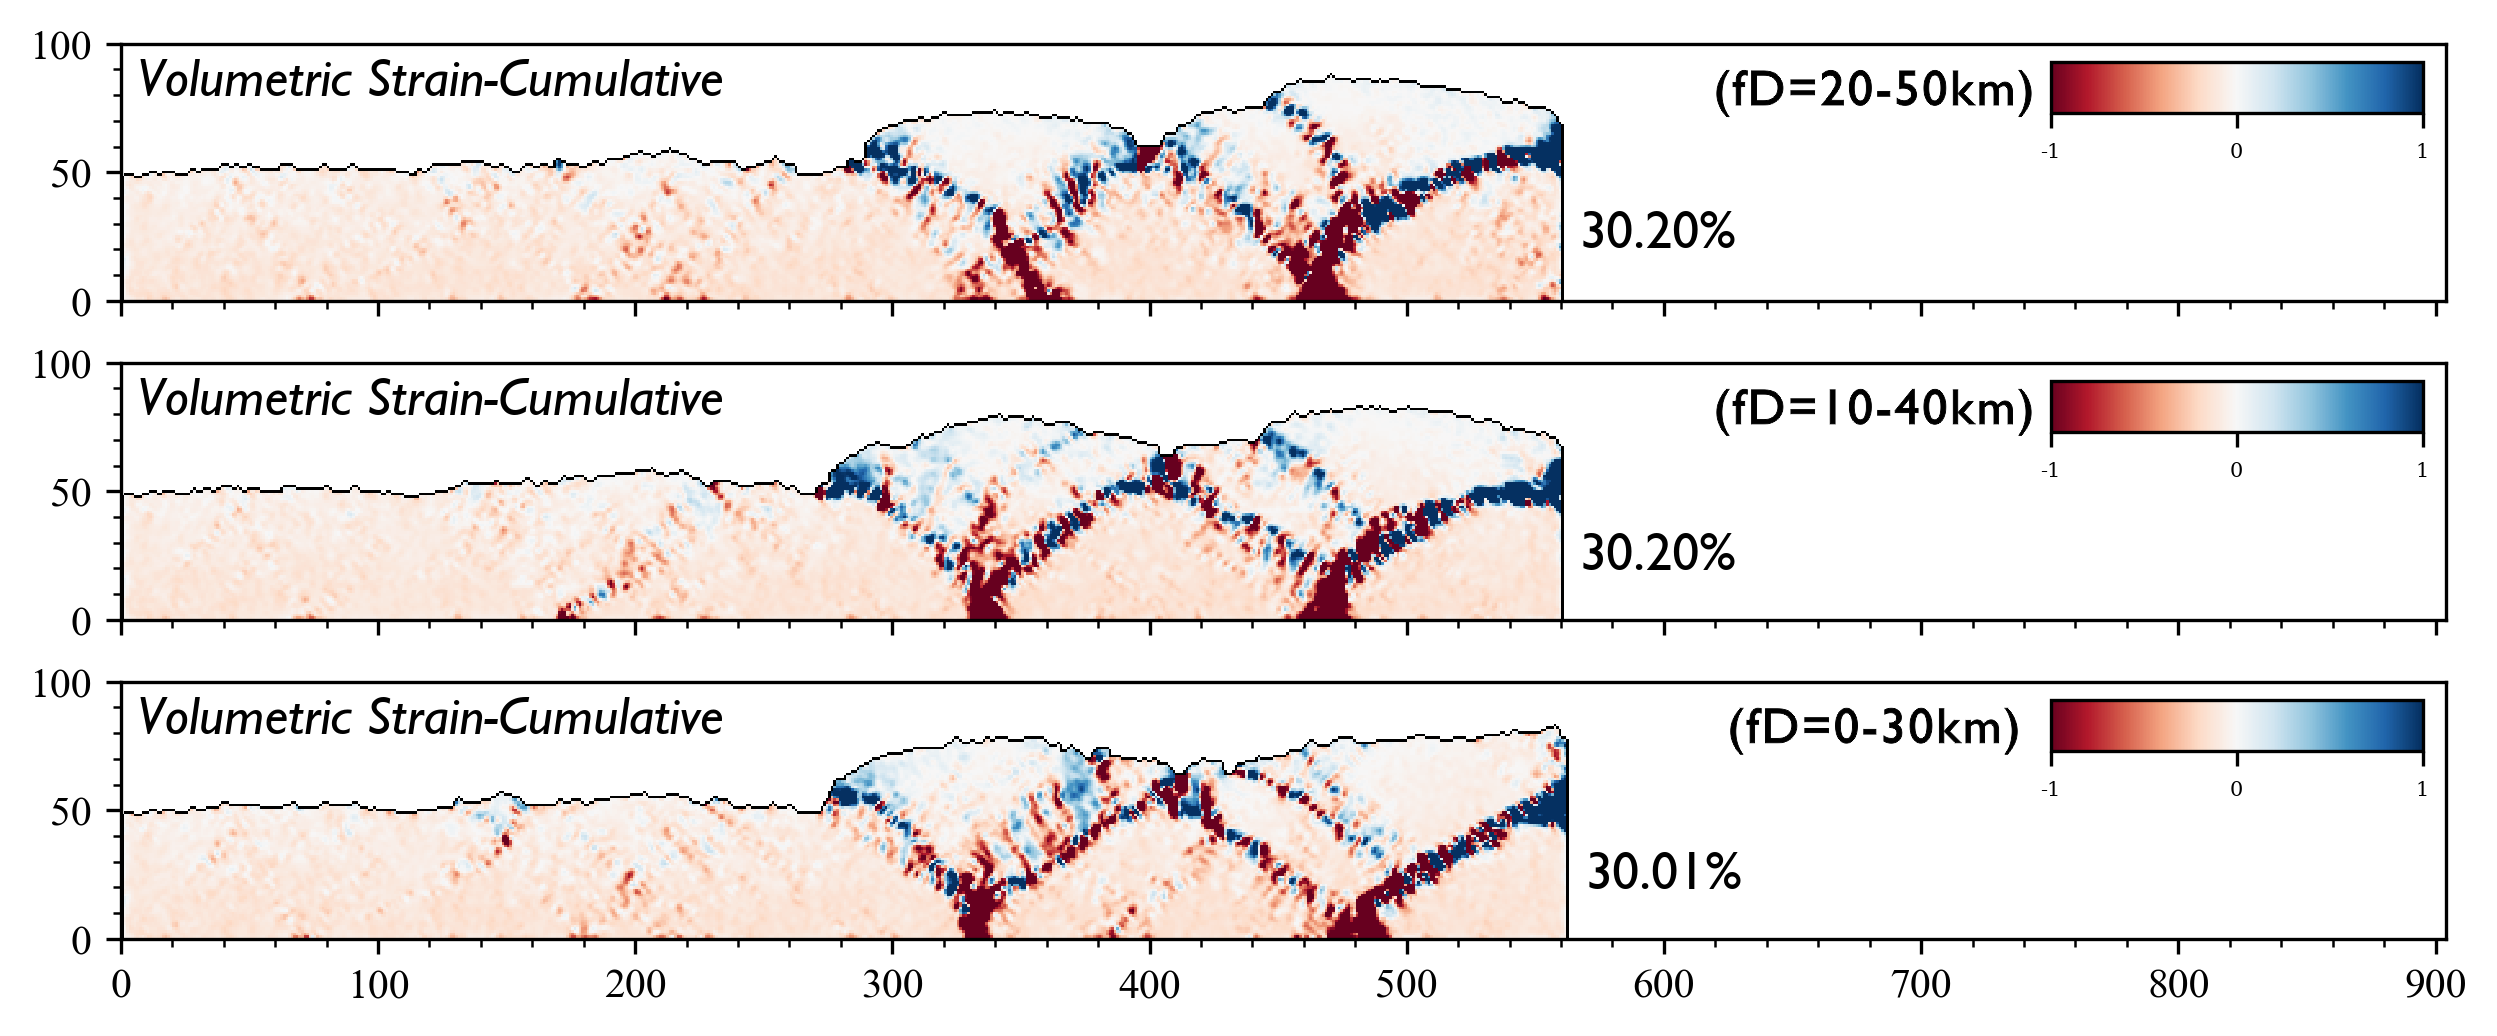 100
Volumetric Strain-Cumulative
(fD=20-50km)
-1 0 1
50
30.20%
0
100
Volumetric Strain-Cumulative
(fD=10-40km)
-1 0 1
50
30.20%
0
100
Volumetric Strain-Cumulative
(fD=0-30km)
-1 0 1
50
30.01%
0
0 100 200 300 400 500 600 700 800 900